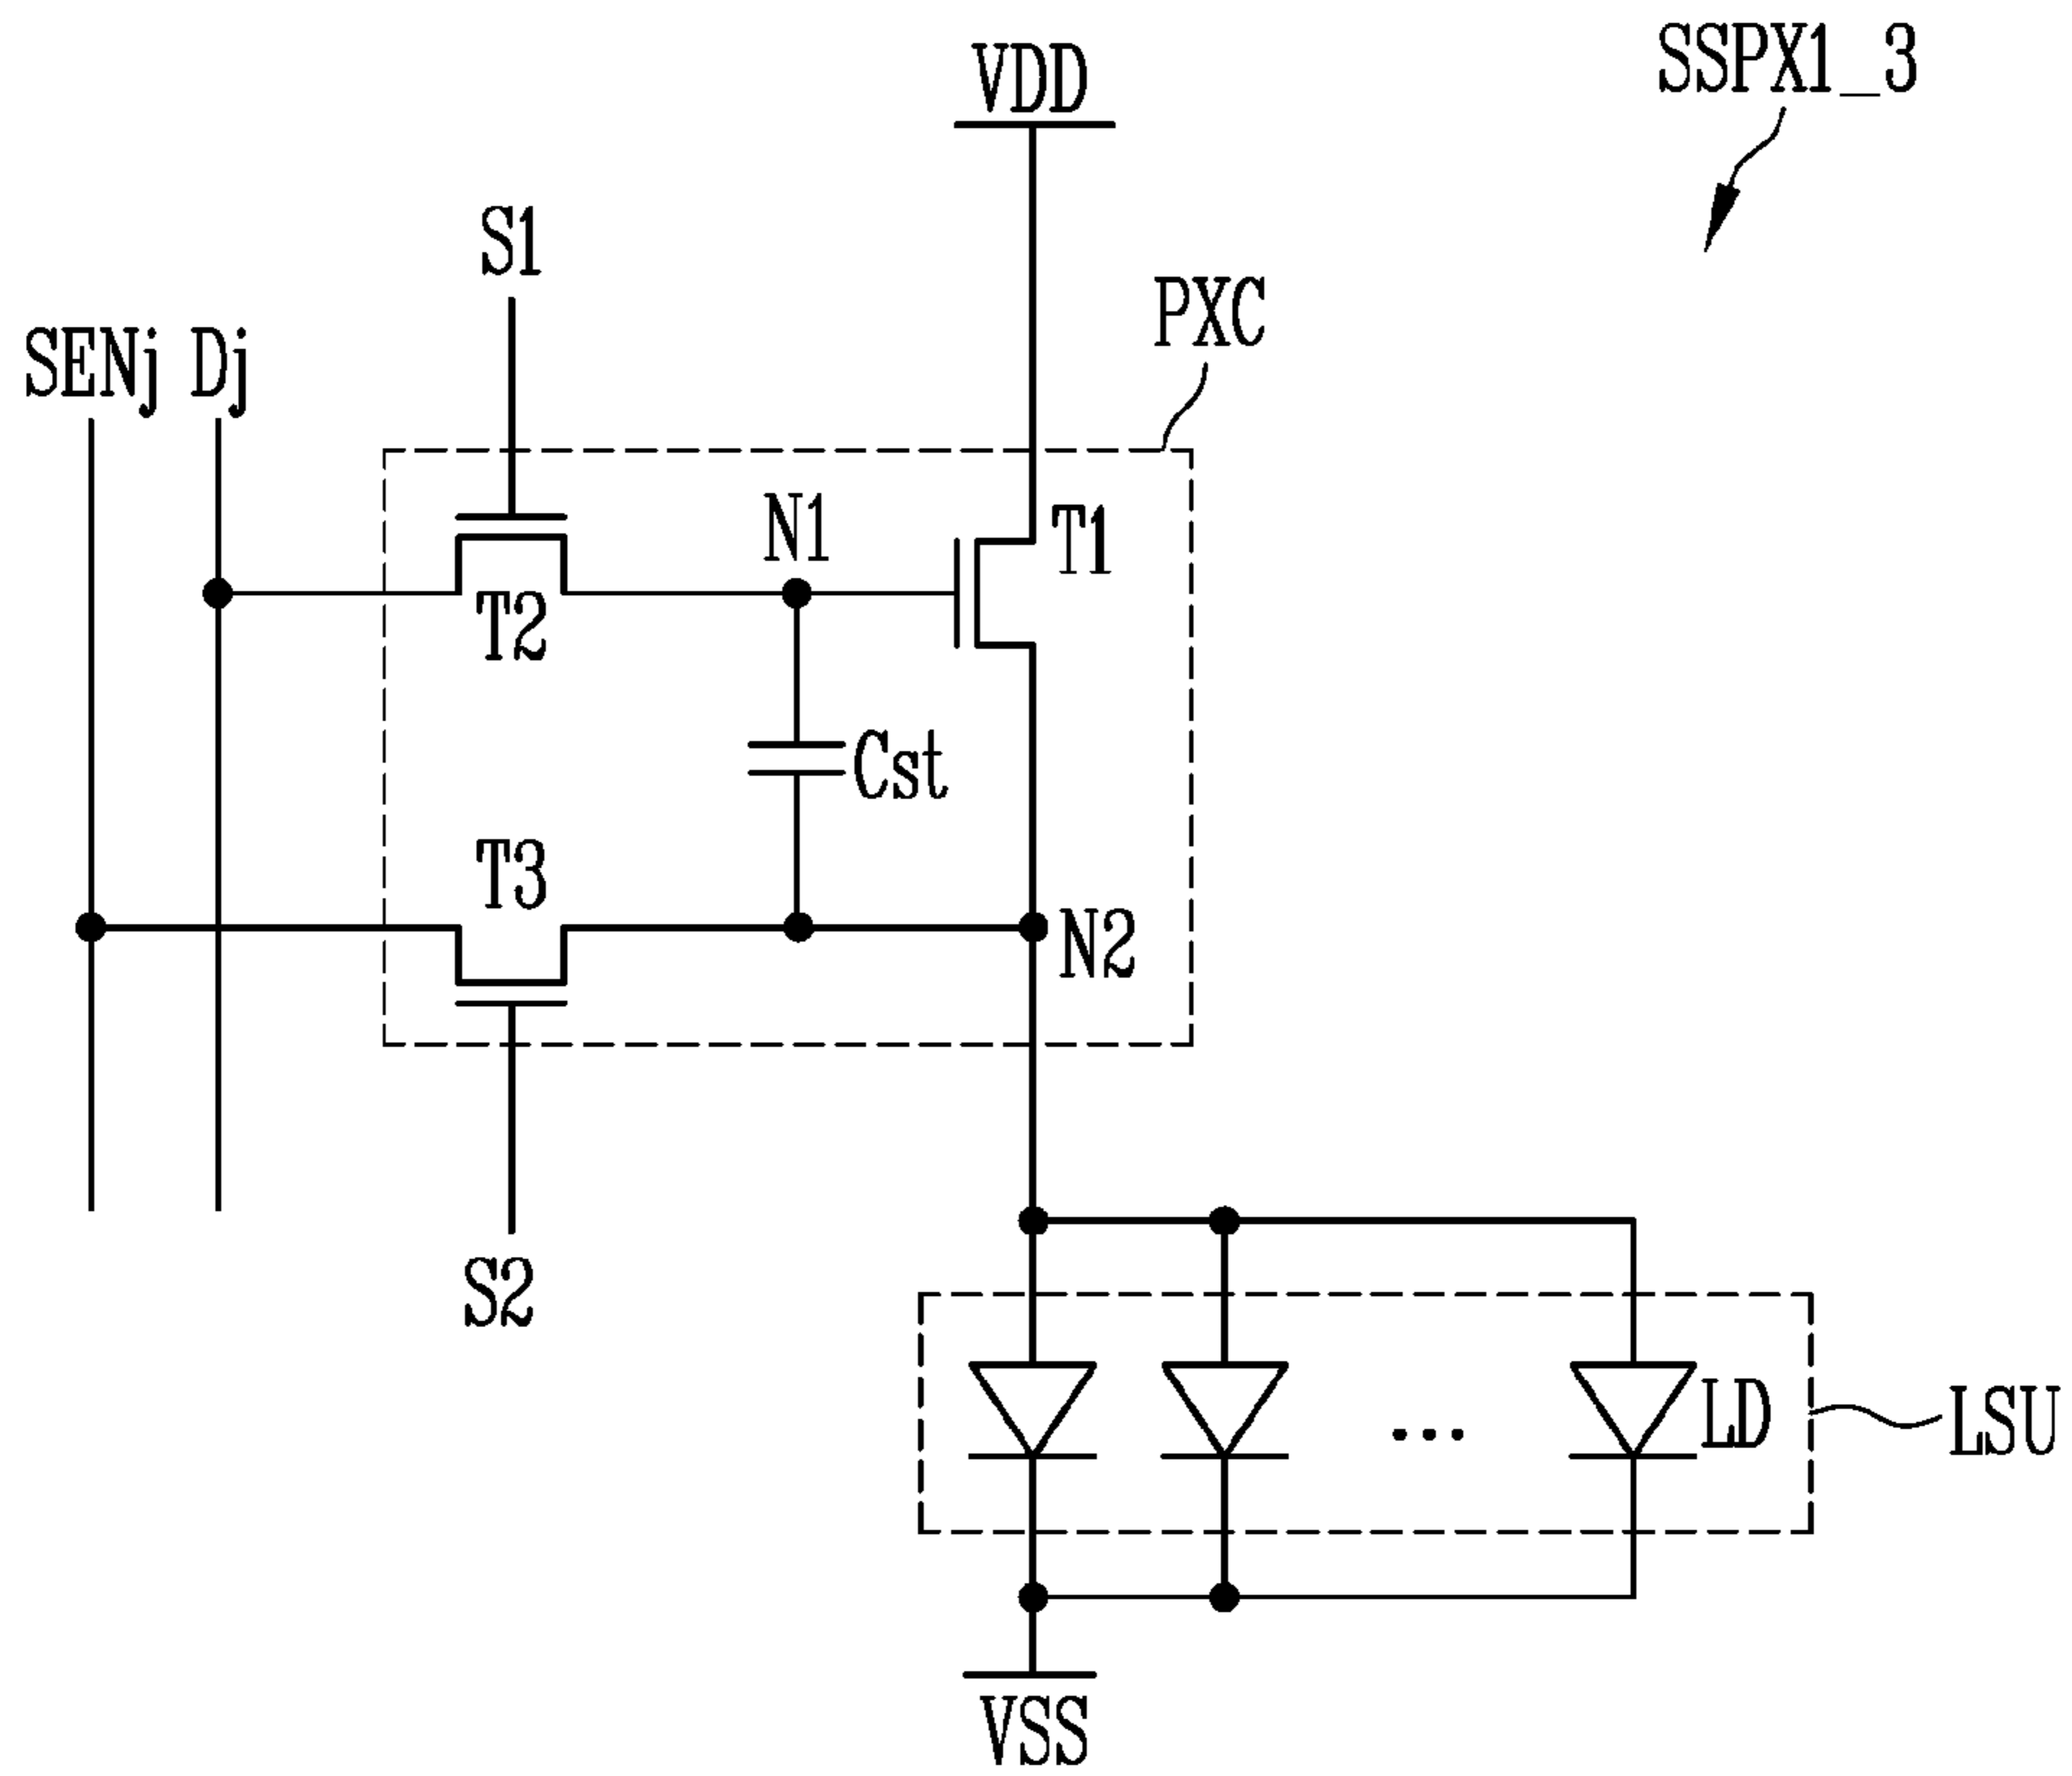 SSPX1_3
VDD
S1
PXC
SENj
Dj
N1
T1
T2
Cst
T3
N2
S2
LD
LSU
...
VSS